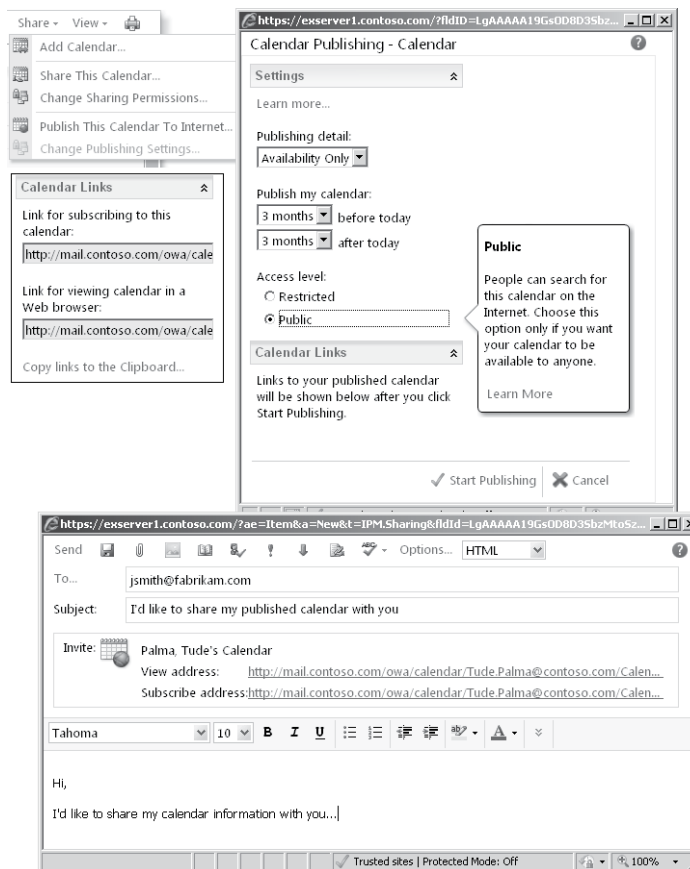 Share View
Add Calendar...
Share This Calendar...
Change Sharing Permissions...
Publish This Calendar To Internet...
Change Publishing Settings...
Calendar Links
Link for subscribing to this
calendar:
http://mail.contoso.com/owa/cale
Link for viewing calendar in a
Web browser:
http://mail.contoso.com/owa/cale
Copy links to the Clipboard...
https://exserver1.contoso.com/?fldID=LgAAAAA19GsOD8D3Sbz...
Calendar Publishing - Calendar
Settings
Learn more...
Publishing detail:
Availability Only
Publish my calendar:
3 months before today
3 months after today
Access level:
Restricted
Public
Calendar Links
Links to your published calendar
will be shown below after you click
Start Publishing.
Start Publishing Cancel
Public
People can search for
this calendar on the
Internet. Choose this
option only if you want
your calendar to be
available to anyone.
Learn More
https://exserver1.contoso.com/?ae=Item&a=New&t=IPM.Sharing&fldId=LgAAAAA19GsOD8D3SbzMtoSz...
Send Options... HTML
To... jsmith@fabrikam.com
Subject: I'd like to share my published calendar with you
Invite: Palma, Tude's Calendar
View address: http://mail.contoso.com/owa/calendar/Tude.Palma@contoso.com/Calen...
Subscribe address:http://mail.contoso.com/owa/calendar/Tude.Palma@contoso.com/Calen...
Tahoma 10 B I U A
Hi,
I'd like to share my calendar information with you...
Trusted sites | Protected Mode: Off 100%